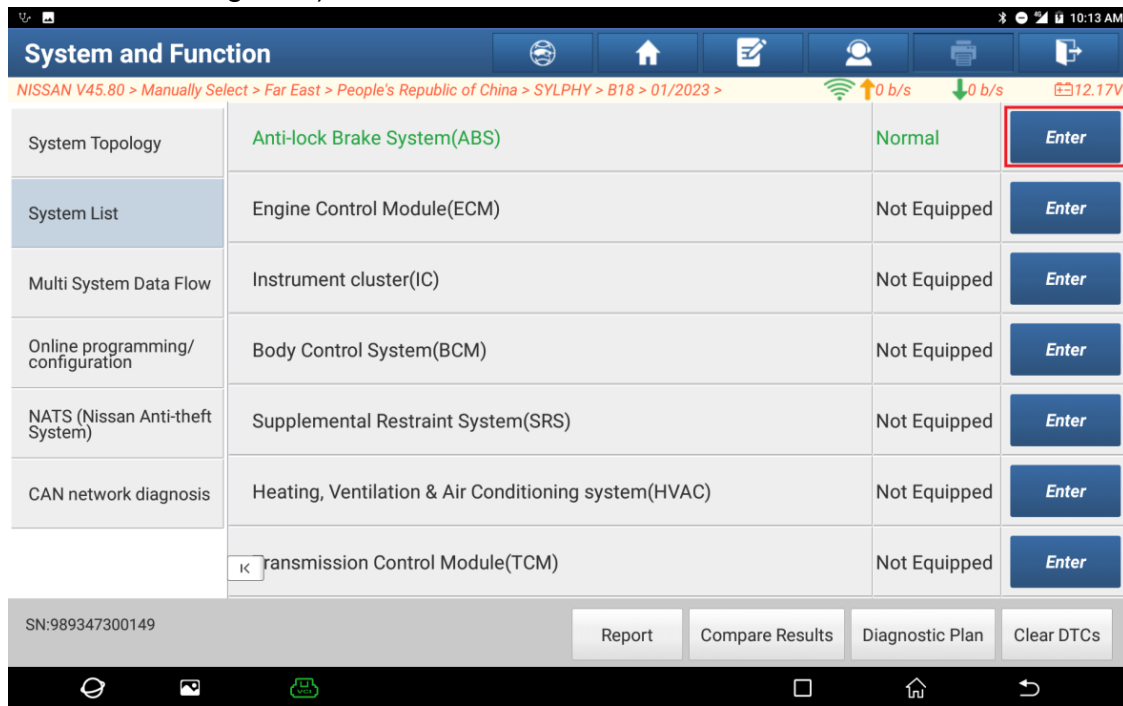 10:13 AM
System and Function
NISSAN V45.80 > Manually Select > Far East > People's Republic of China > SYLPHY > B18 > 01/2023 >
0 b/s
0 b/s
12.17V
System Topology
Anti-lock Brake System(ABS)
Normal
Enter
System List
Engine Control Module(ECM)
Not Equipped
Enter
Multi System Data Flow
Instrument cluster(IC)
Not Equipped
Enter
Online programming/
configuration
Body Control System(BCM)
Not Equipped
Enter
NATS (Nissan Anti-theft
System)
Supplemental Restraint System(SRS)
Not Equipped
Enter
CAN network diagnosis
Heating, Ventilation & Air Conditioning system(HVAC)
Not Equipped
Enter
ransmission Control Module(TCM)
Not Equipped
Enter
SN:989347300149
Report
Compare Results
Diagnostic Plan
Clear DTCs
VCI